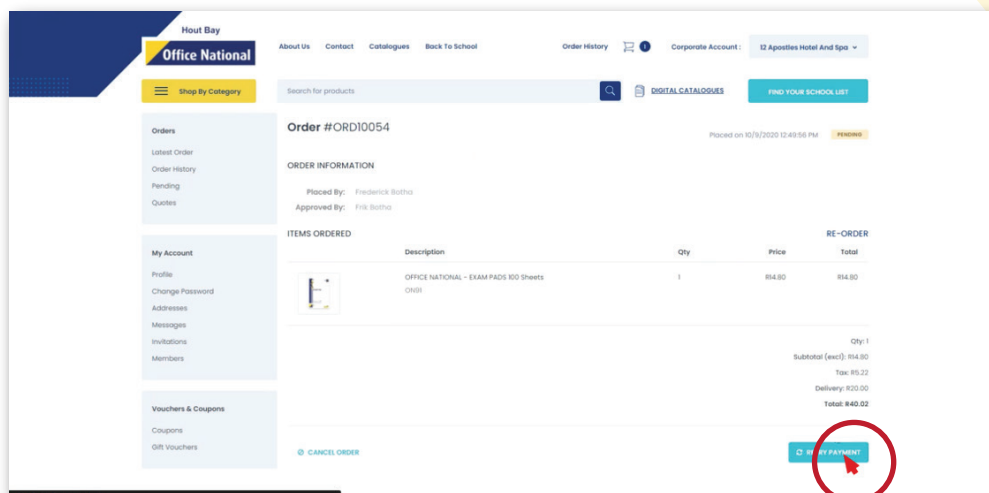 Hout Bay
Office National
About Us Contact Catalogues Back To School Order History 1 Corporate Account : 12 Apostles Hotel And Spa
Shop By Category Search for products DIGITAL CATALOGUES FIND YOUR SCHOOL LIST
Orders
Latest Order
Order History
Pending
Quotes
My Account
Profile
Change Password
Addresses
Messages
Invitations
Members
Vouchers & Coupons
Coupons
Gift Vouchers
Order #ORD10054
Placed on 10/9/2020 12:49:56 PM PENDING
ORDER INFORMATION
Placed By: Frederick Botha
Approved By: Frik Botha
ITEMS ORDERED RE-ORDER
Description Qty Price Total
OFFICE NATIONAL - EXAM PADS 100 Sheets 1 R14.80 R14.80
ON91
Qty: 1
Subtotal (excl): R14.80
Tax: R5.22
Delivery: R20.00
Total: R40.02
CANCEL ORDER PAYMENT